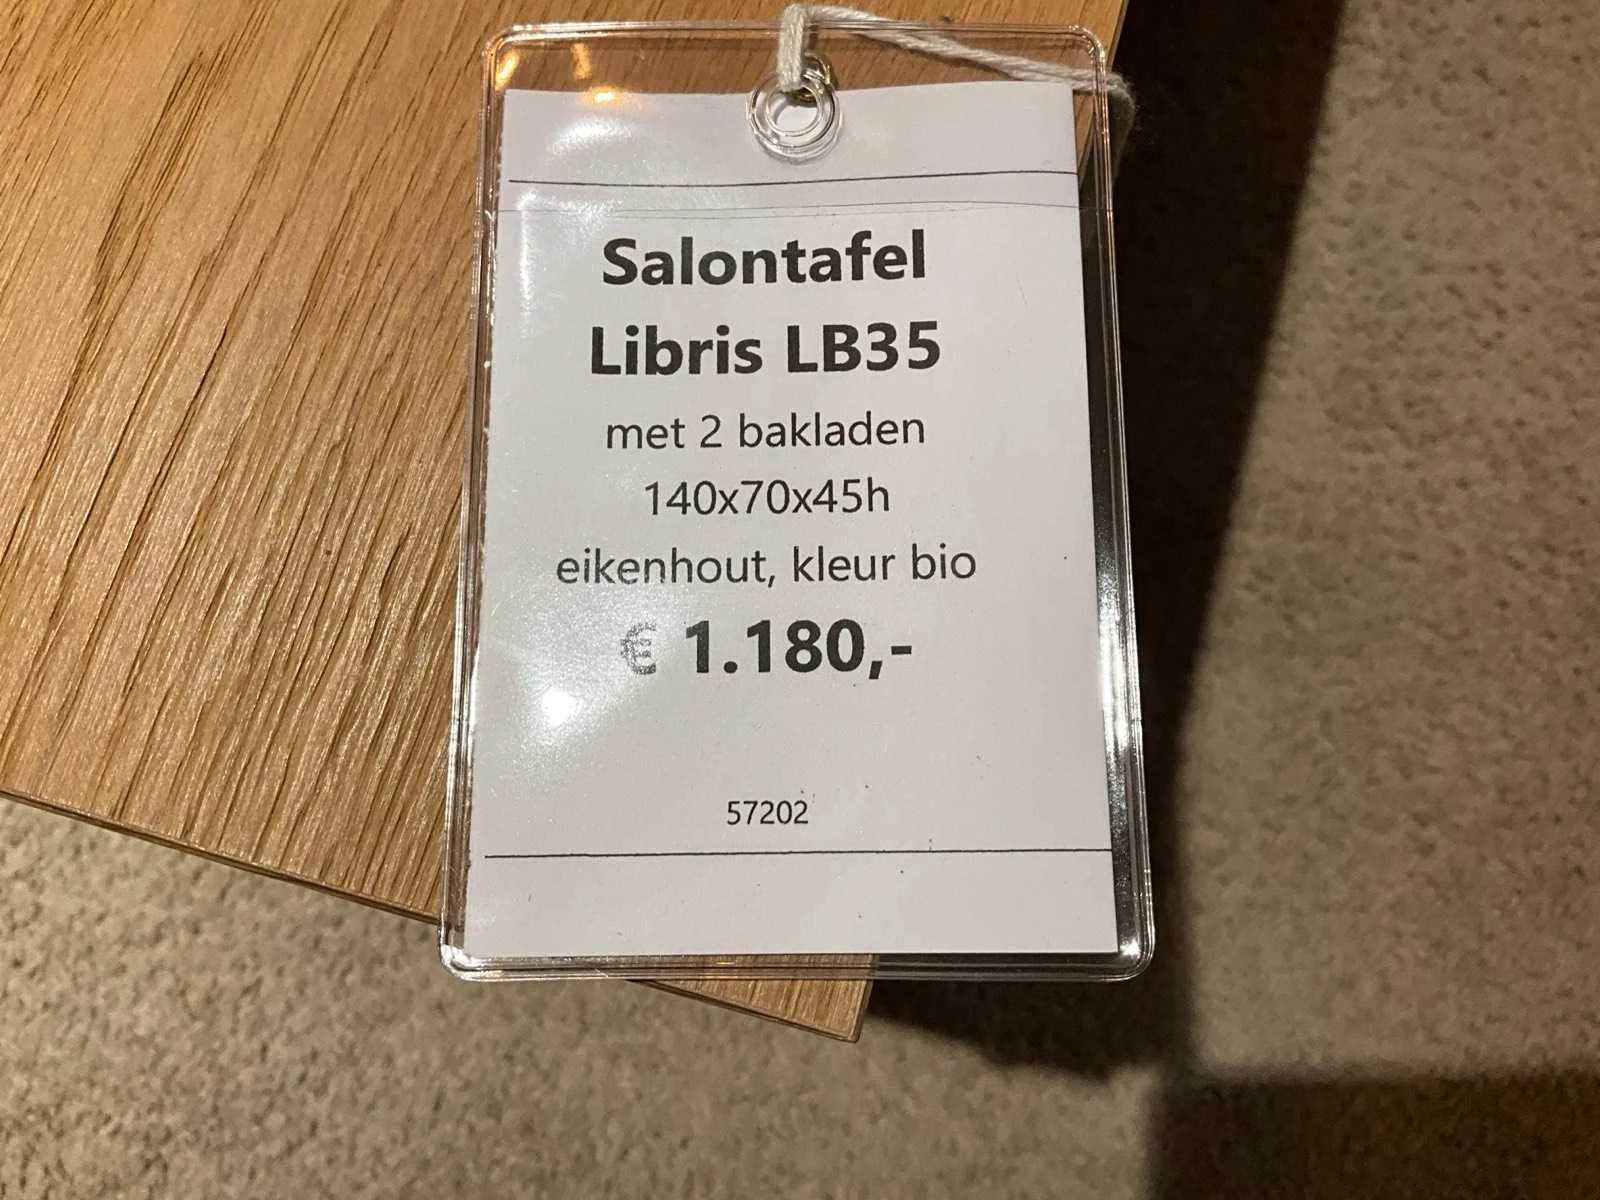 Salontafel
Libris LB35
met 2 bakladen
140x70x45h
eikenhout, kleur bio
€ 1.180,-
57202